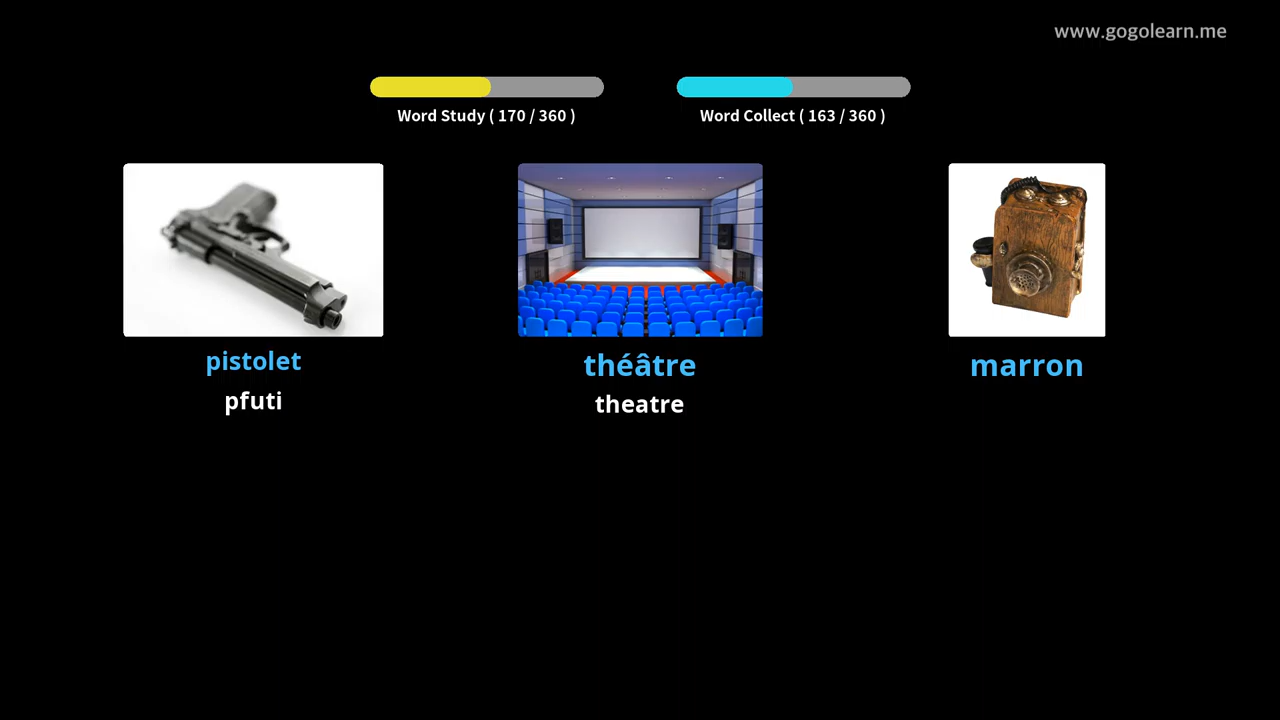 www.gogolearn.me
Word Study ( 170 / 360 )
Word Collect ( 163 / 360 )
pistolet
pfuti
théâtre
theatre
marron